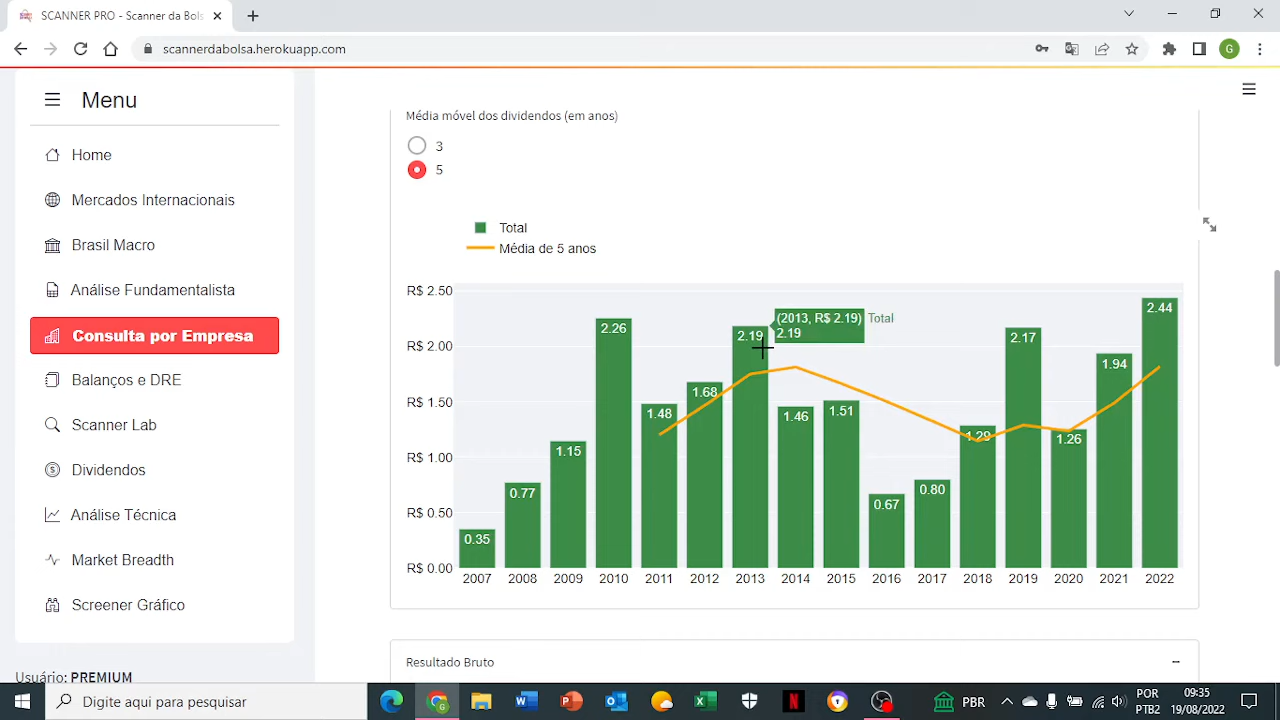 SCANNER PRO - Scanner da Bols
scannerdabolsa.herokuapp.com
G
Menu
Home
Mercados Internacionais
Brasil Macro
Análise Fundamentalista
Consulta por Empresa
Balanços e DRE
Scanner Lab
Dividendos
Análise Técnica
Market Breadth
Screener Gráfico
Usuário: PREMIUM
Média móvel dos dividendos (em anos)
3
5
Total
Média de 5 anos
R$ 2.50
R$ 2.00
R$ 1.50
R$ 1.00
R$ 0.50
R$ 0.00
0.35
0.77
1.15
2.26
1.48
1.68
2.19
(2013, R$ 2.19) Total
2.19
1.46
1.51
0.67
0.80
1.29
2.17
1.26
1.94
2.44
2007 2008 2009 2010 2011 2012 2013 2014 2015 2016 2017 2018 2019 2020 2021 2022
Resultado Bruto
Digite aqui para pesquisar
PBR
POR
PTB2
09:35
19/08/2022